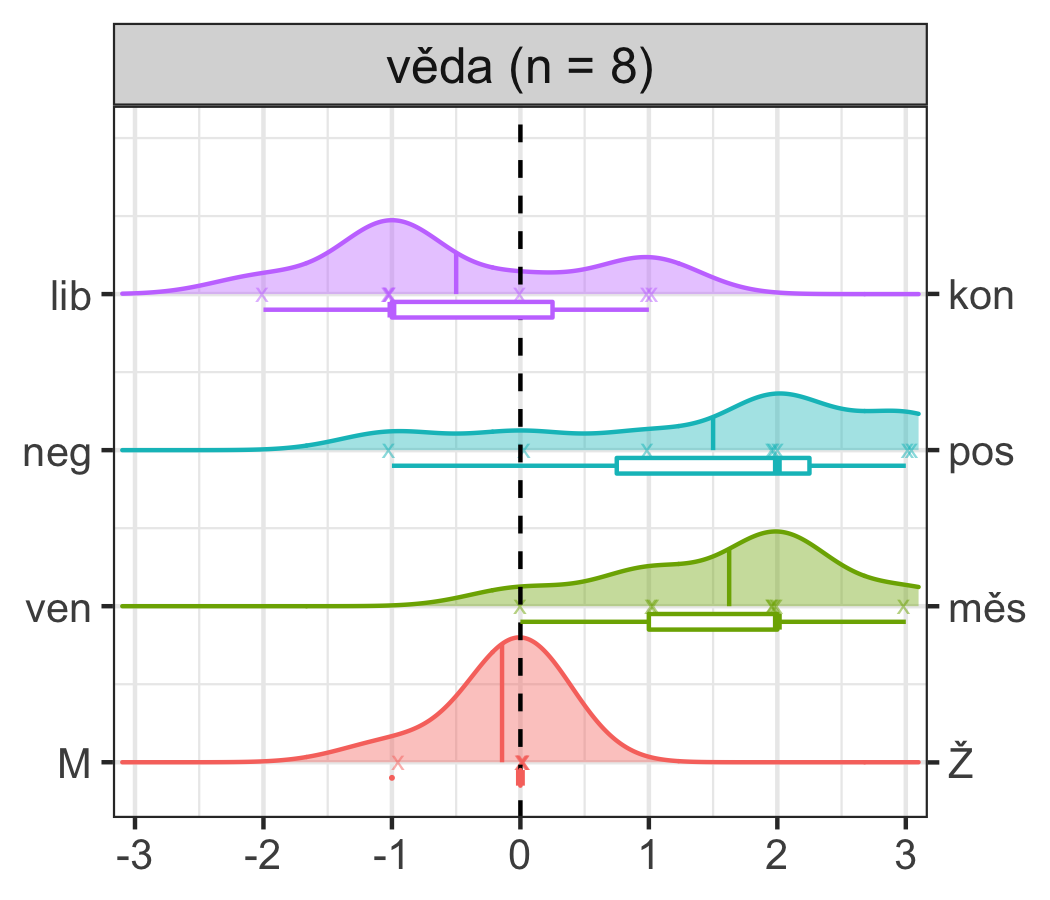 věda (n = 8)
lib kon
neg pos
ven měs
M Ž
-3 -2 -1 0 1 2 3